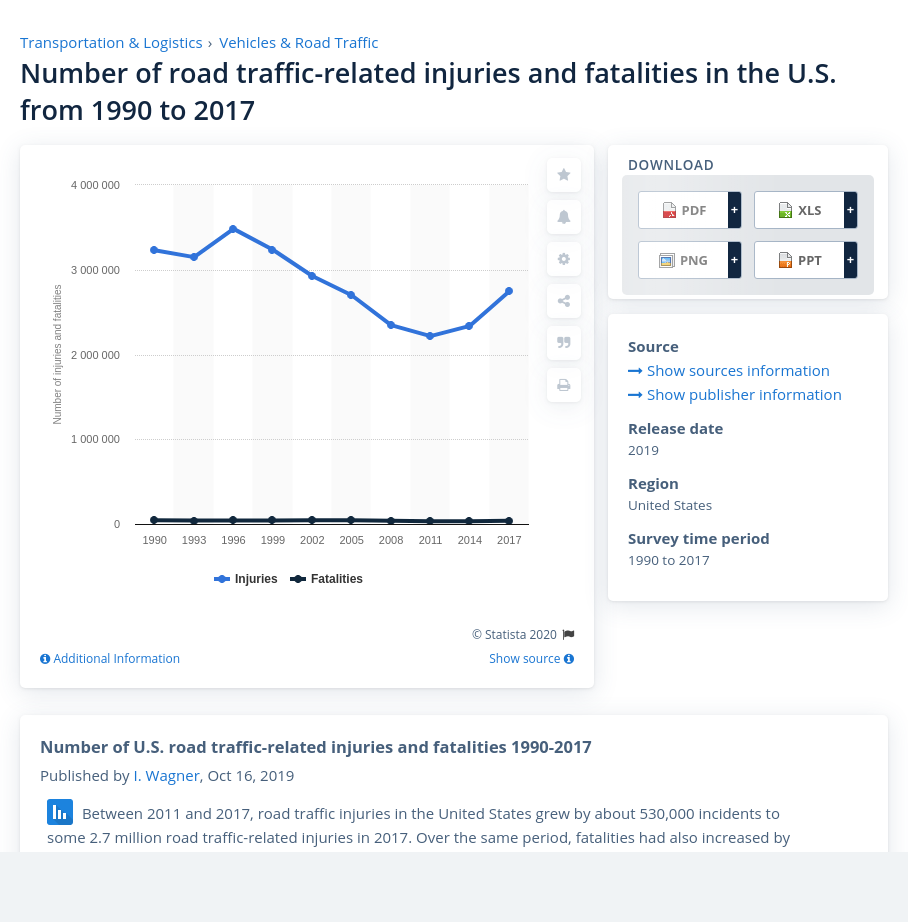 Transportation & Logistics › Vehicles & Road Traffic
Number of road traffic-related injuries and fatalities in the U.S.
from 1990 to 2017
4 000 000
3 000 000
2 000 000
1 000 000
0
Number of injuries and fatalities
1990 1993 1996 1999 2002 2005 2008 2011 2014 2017
Injuries Fatalities
© Statista 2020
Additional Information
Show source
DOWNLOAD
PDF + XLS +
PNG + PPT +
Source
Show sources information
Show publisher information
Release date
2019
Region
United States
Survey time period
1990 to 2017
Number of U.S. road traffic-related injuries and fatalities 1990-2017
Published by I. Wagner, Oct 16, 2019
Between 2011 and 2017, road traffic injuries in the United States grew by about 530,000 incidents to
some 2.7 million road traffic-related injuries in 2017. Over the same period, fatalities had also increased by